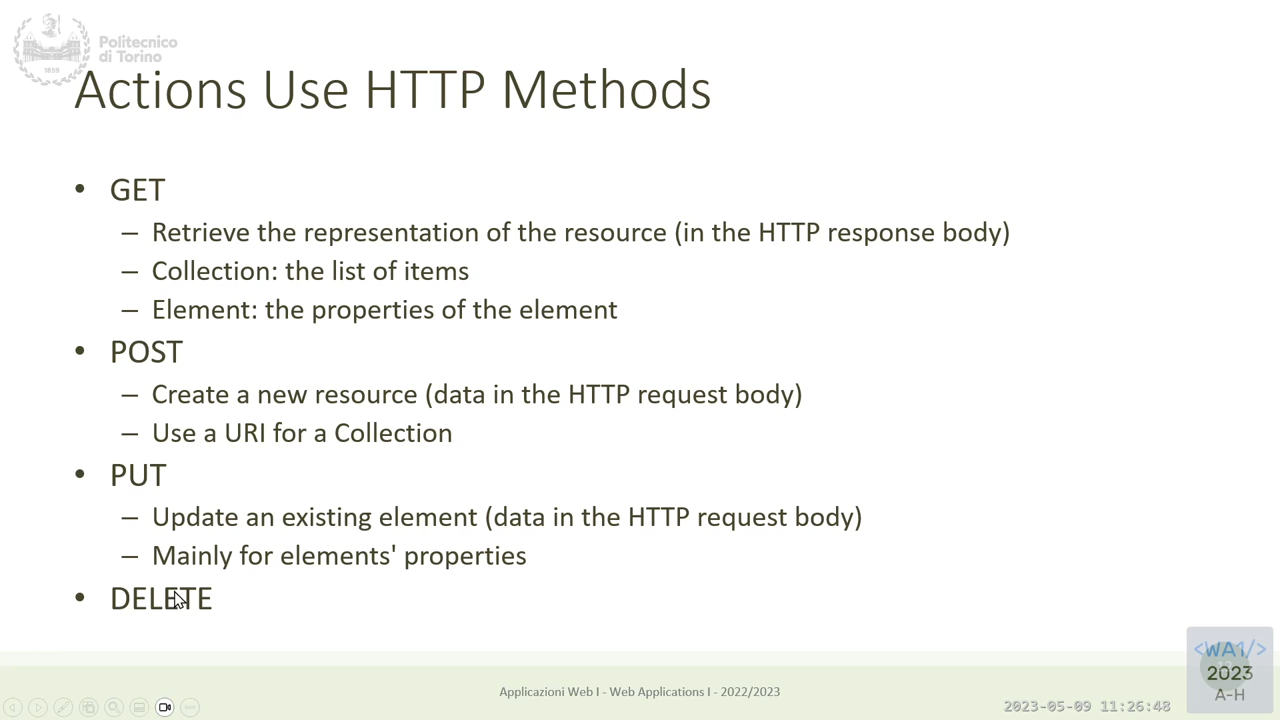 Politecnico
di Torino
1859
Actions Use HTTP Methods
• GET
– Retrieve the representation of the resource (in the HTTP response body)
– Collection: the list of items
– Element: the properties of the element
• POST
– Create a new resource (data in the HTTP request body)
– Use a URI for a Collection
• PUT
– Update an existing element (data in the HTTP request body)
– Mainly for elements' properties
• DELETE
Applicazioni Web I - Web Applications I - 2022/2023
2023-05-09 11:26:48
<WA1/>
2023
A-H